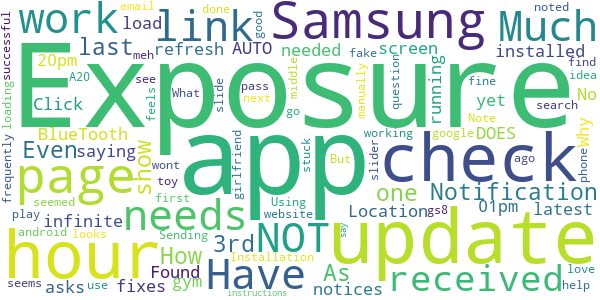 email
done
good
noted
successful
work
link
Samsung
Much
load
last
refresh
AUTO
needed
fake
screen
installed
20pm
meh
Exposure
see
What
slide
A20
pass
next
middle
go
manually
question
running
fine
yet
No
find
idea
search
loading
Click
BlueTooth
Even
saying
show
app
girlfriend
stuck
But
slider
working
google
Note
DOES
check
ago
Why
phone
frequently
page
wont
toy
one
Notification
seemed
needs
first
Using
website
Location
gs8
01pm
latest
play
infinite
android
looks
hour
How
3rd
NOT
As
update
say
Sending
Installation
Found
gym
Have
notices
received
love
help
seems
asks
use
fixes
instructions